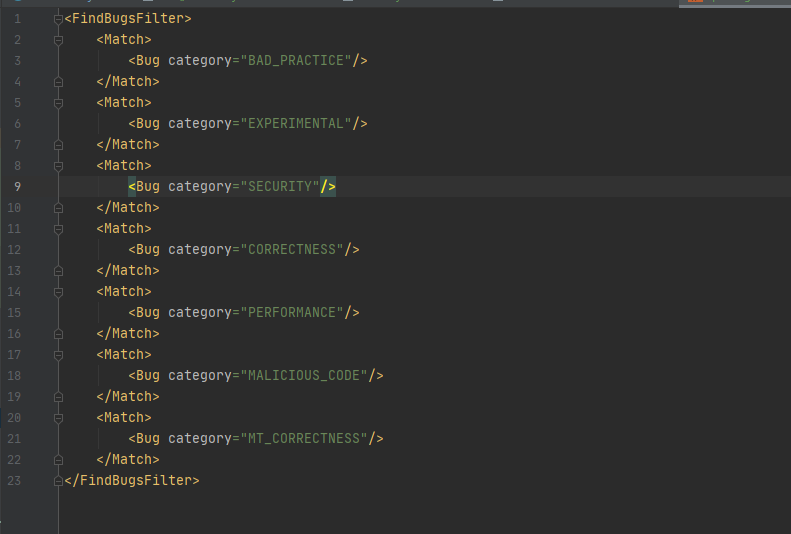 1 <FindBugsFilter>
2     <Match>
3         <Bug category="BAD_PRACTICE"/>
4     </Match>
5     <Match>
6         <Bug category="EXPERIMENTAL"/>
7     </Match>
8     <Match>
9         <Bug category="SECURITY"/>
10     </Match>
11     <Match>
12         <Bug category="CORRECTNESS"/>
13     </Match>
14     <Match>
15         <Bug category="PERFORMANCE"/>
16     </Match>
17     <Match>
18         <Bug category="MALICIOUS_CODE"/>
19     </Match>
20     <Match>
21         <Bug category="MT_CORRECTNESS"/>
22     </Match>
23 </FindBugsFilter>